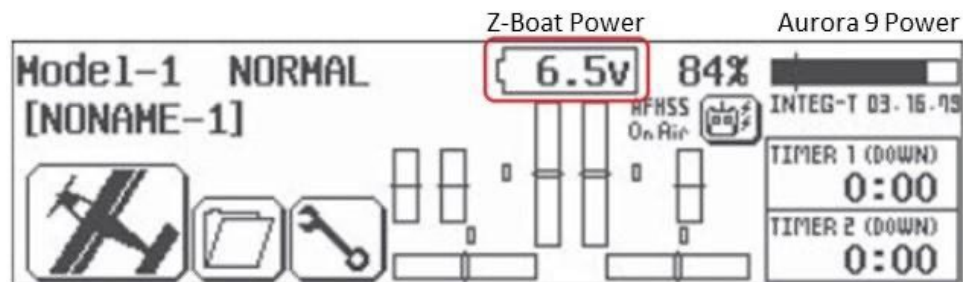 Z-Boat Power Aurora 9 Power
Model-1 NORMAL 6.5v 84%
[NONAME-1] AFHSS On Air INTEG-T 03:16:19
TIMER 1 (DOWN)
0:00
TIMER 2 (DOWN)
0:00